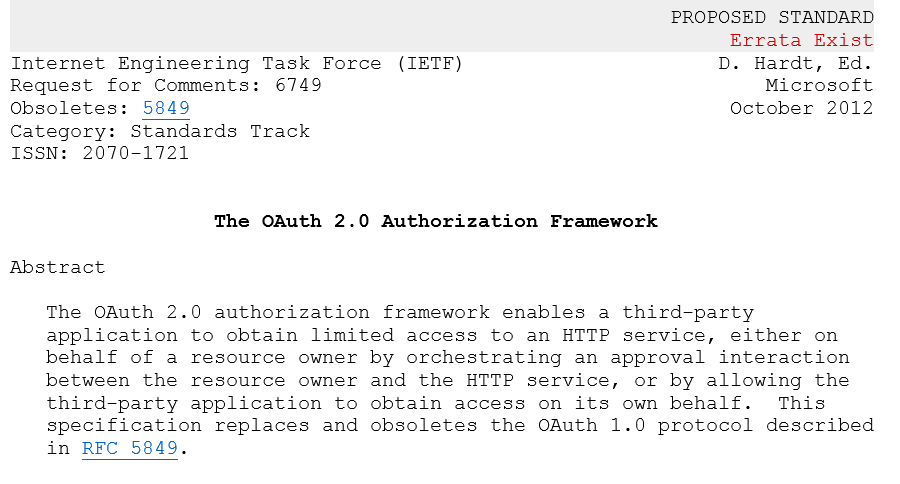 PROPOSED STANDARD
Errata Exist
Internet Engineering Task Force (IETF) D. Hardt, Ed.
Request for Comments: 6749 Microsoft
Obsoletes: 5849 October 2012
Category: Standards Track
ISSN: 2070-1721
The OAuth 2.0 Authorization Framework
Abstract
The OAuth 2.0 authorization framework enables a third-party
application to obtain limited access to an HTTP service, either on
behalf of a resource owner by orchestrating an approval interaction
between the resource owner and the HTTP service, or by allowing the
third-party application to obtain access on its own behalf.  This
specification replaces and obsoletes the OAuth 1.0 protocol described
in RFC 5849.